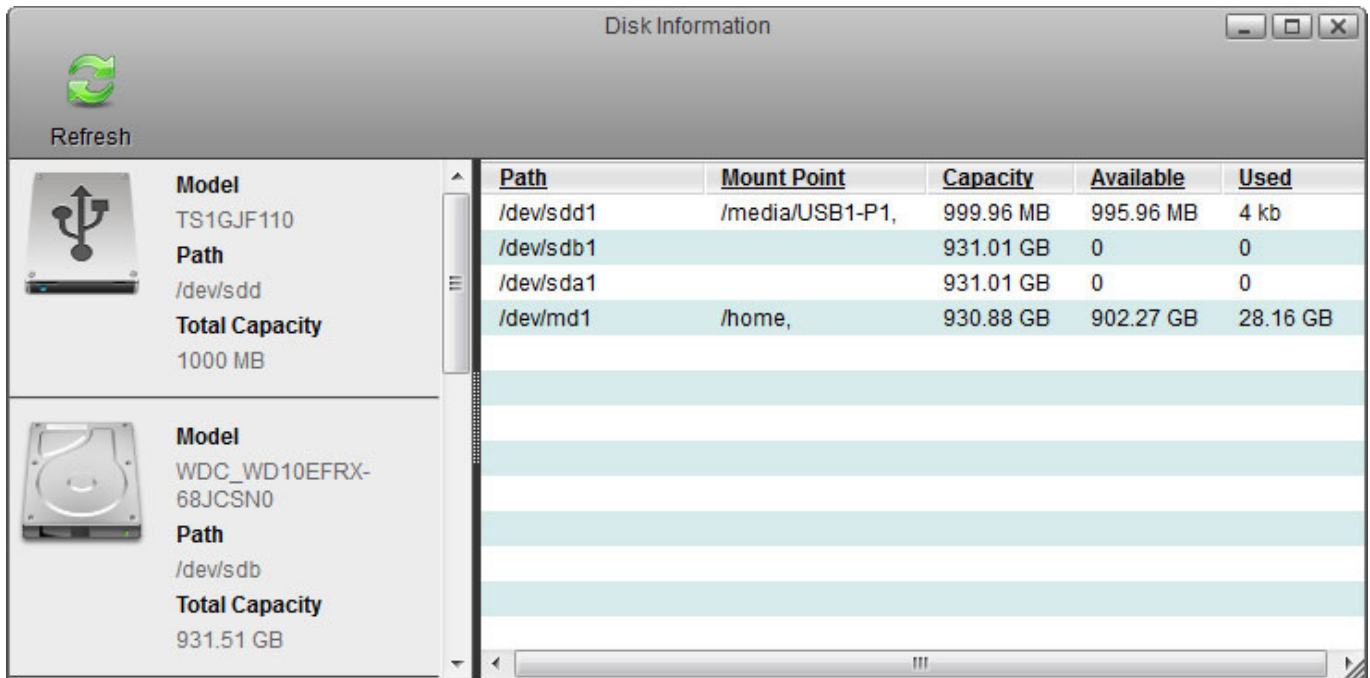 Disk Information
Refresh
Model
TS1GJF110
Path
/dev/sdd
Total Capacity
1000 MB
Model
WDC_WD10EFRX-
68JCSN0
Path
/dev/sdb
Total Capacity
931.51 GB
Path Mount Point Capacity Available Used
/dev/sdd1 /media/USB1-P1, 999.96 MB 995.96 MB 4 kb
/dev/sdb1 931.01 GB 0 0
/dev/sda1 931.01 GB 0 0
/dev/md1 /home, 930.88 GB 902.27 GB 28.16 GB